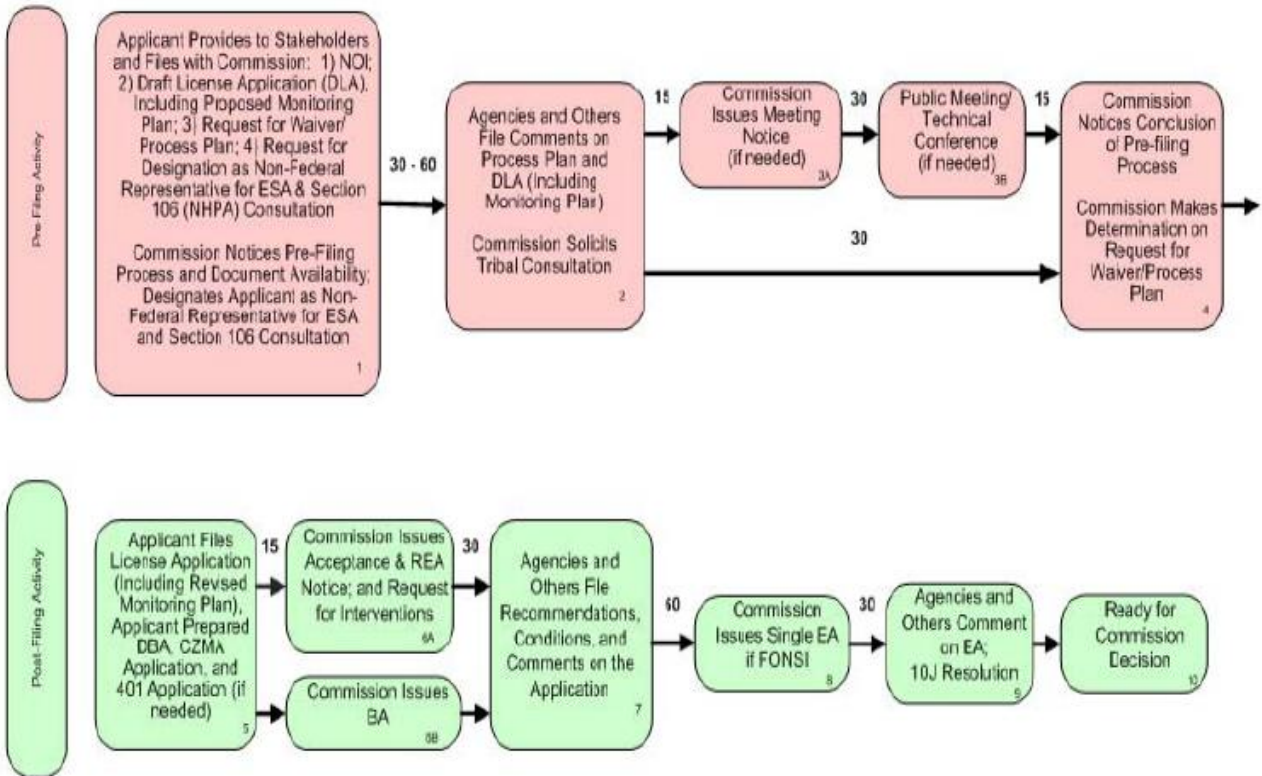 Pre-Filing Activity
Applicant Provides to Stakeholders
and Files with Commission: 1) NOI;
2) Draft License Application (DLA),
Including Proposed Monitoring
Plan; 3) Request for Waiver/
Process Plan; 4) Request for
Designation as Non-Federal
Representative for ESA & Section
106 (NHPA) Consultation
Commission Notices Pre-Filing
Process and Document Availability;
Designates Applicant as Non-
Federal Representative for ESA
and Section 106 Consultation
1
30 - 60
Agencies and Others
File Comments on
Process Plan and
DLA (Including
Monitoring Plan)
Commission Solicits
Tribal Consultation
2
15
Commission
Issues Meeting
Notice
(if needed)
3A
30
Public Meeting/
Technical
Conference
(if needed)
3B
15
30
Commission
Notices Conclusion
of Pre-filing
Process
Commission Makes
Determination on
Request for
Waiver/Process
Plan
4
Post-Filing Activity
Applicant Files
License Application
(Including Revised
Monitoring Plan),
Applicant Prepared
DBA, CZMA
Application, and
401 Application (if
needed)
5
15
Commission Issues
Acceptance & REA
Notice; and Request
for Interventions
6A
Commission Issues
BA
6B
30
Agencies and
Others File
Recommendations,
Conditions, and
Comments on the
Application
7
60
Commission
Issues Single EA
if FONSI
8
30
Agencies and
Others Comment
on EA;
10J Resolution
9
Ready for
Commission
Decision
10